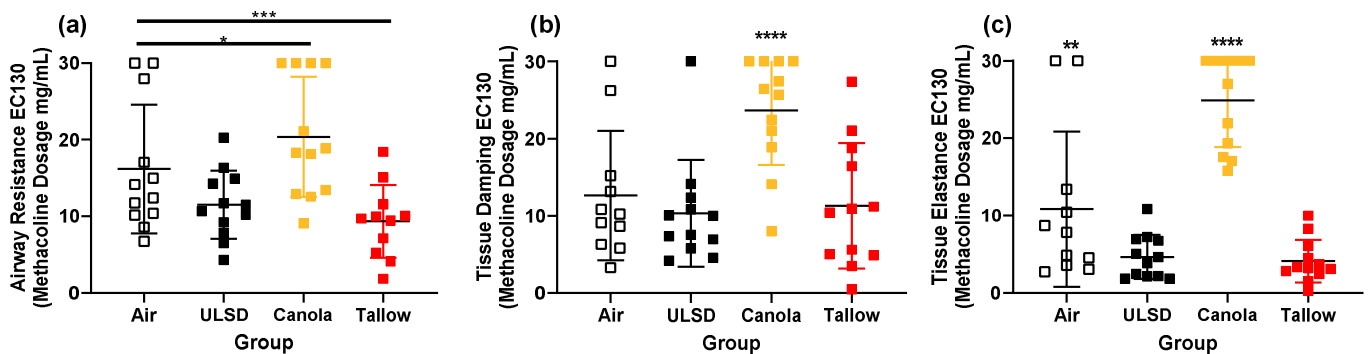 (a)
***
*
Airway Resistance EC130
(Methacoline Dosage mg/mL)
30
20
10
0
Air ULSD Canola Tallow
Group
(b)
****
Tissue Damping EC130
(Methacoline Dosage mg/mL)
30
20
10
0
Air ULSD Canola Tallow
Group
(c)
** ****
Tissue Elastance EC130
(Methacoline Dosage mg/mL)
30
20
10
0
Air ULSD Canola Tallow
Group